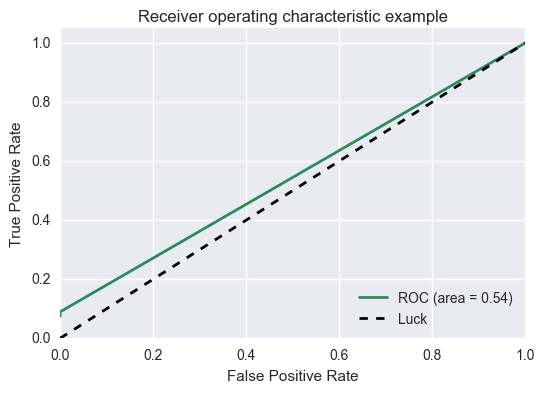 Receiver operating characteristic example
1.0
0.8
0.6
0.4
0.2
0.0
True Positive Rate
ROC (area = 0.54)
Luck
0.0 0.2 0.4 0.6 0.8 1.0
False Positive Rate